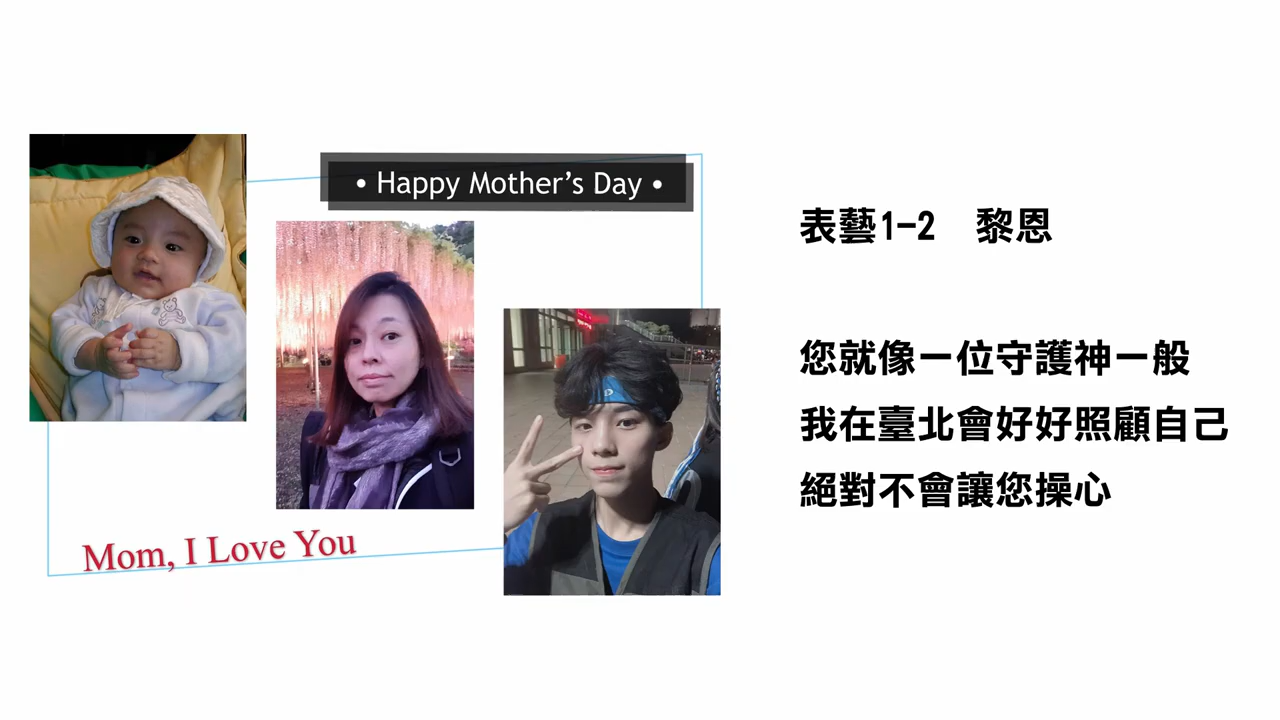 • Happy Mother's Day •
Mom, I Love You
表藝1-2 黎恩
您就像一位守護神一般
我在臺北會好好照顧自己
絕對不會讓您操心